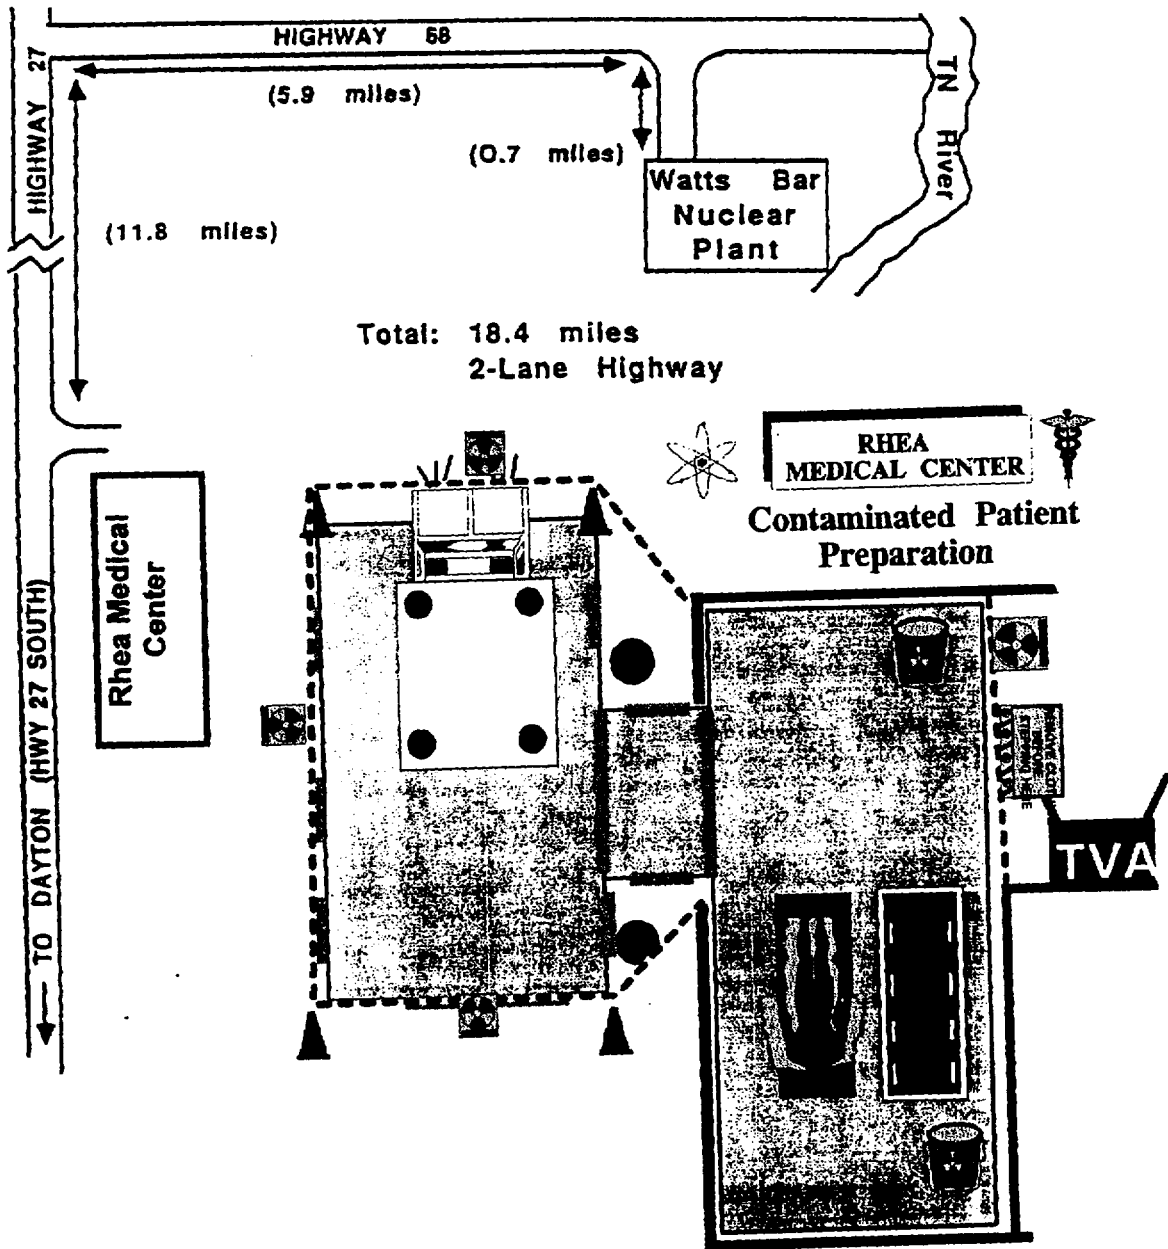 HIGHWAY 68
HIGHWAY 27
(5.9 miles)
TN River
(0.7 miles)
Watts Bar
Nuclear
Plant
(11.8 miles)
Total: 18.4 miles
2-Lane Highway
RHEA
MEDICAL CENTER
Contaminated Patient
Preparation
Rhea Medical
Center
TO DAYTON (HWY 27 SOUTH)
TVA